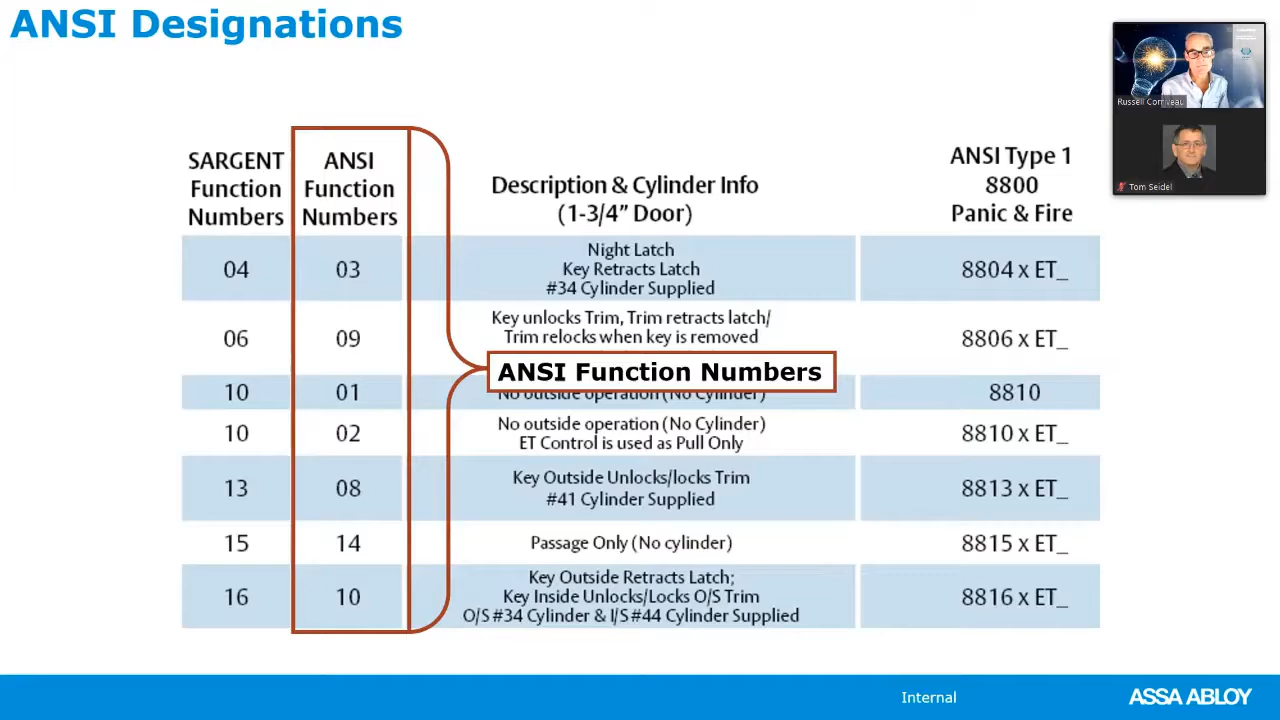 ANSI Designations
SARGENT
Function
Numbers
ANSI
Function
Numbers
Description & Cylinder Info
(1-3/4” Door)
ANSI Type 1
8800
Panic & Fire
04
03
Night Latch
Key Retracts Latch
#34 Cylinder Supplied
8804 x ET_
06
09
Key unlocks Trim, Trim retracts latch/
Trim relocks when key is removed
8806 x ET_
ANSI Function Numbers
10
01
No outside operation (No Cylinder)
8810
10
02
No outside operation (No Cylinder)
ET Control is used as Pull Only
8810 x ET_
13
08
Key Outside Unlocks/locks Trim
#41 Cylinder Supplied
8813 x ET_
15
14
Passage Only (No cylinder)
8815 x ET_
16
10
Key Outside Retracts Latch;
Key Inside Unlocks/Locks O/S Trim
O/S #34 Cylinder & I/S #44 Cylinder Supplied
8816 x ET_
Russell Corriveau
Tom Seidel
Internal
ASSA ABLOY